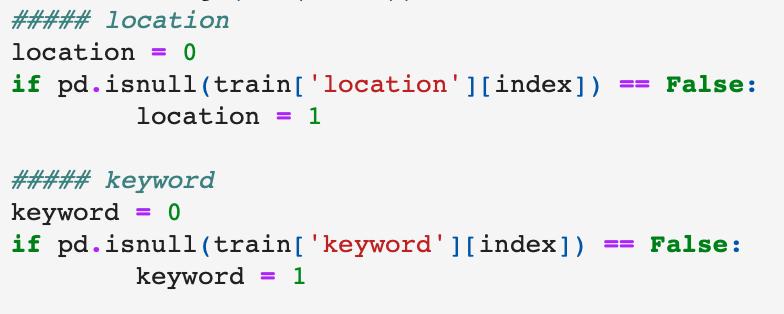 ##### location
location = 0
if pd.isnull(train['location'][index]) == False:
        location = 1

##### keyword
keyword = 0
if pd.isnull(train['keyword'][index]) == False:
        keyword = 1